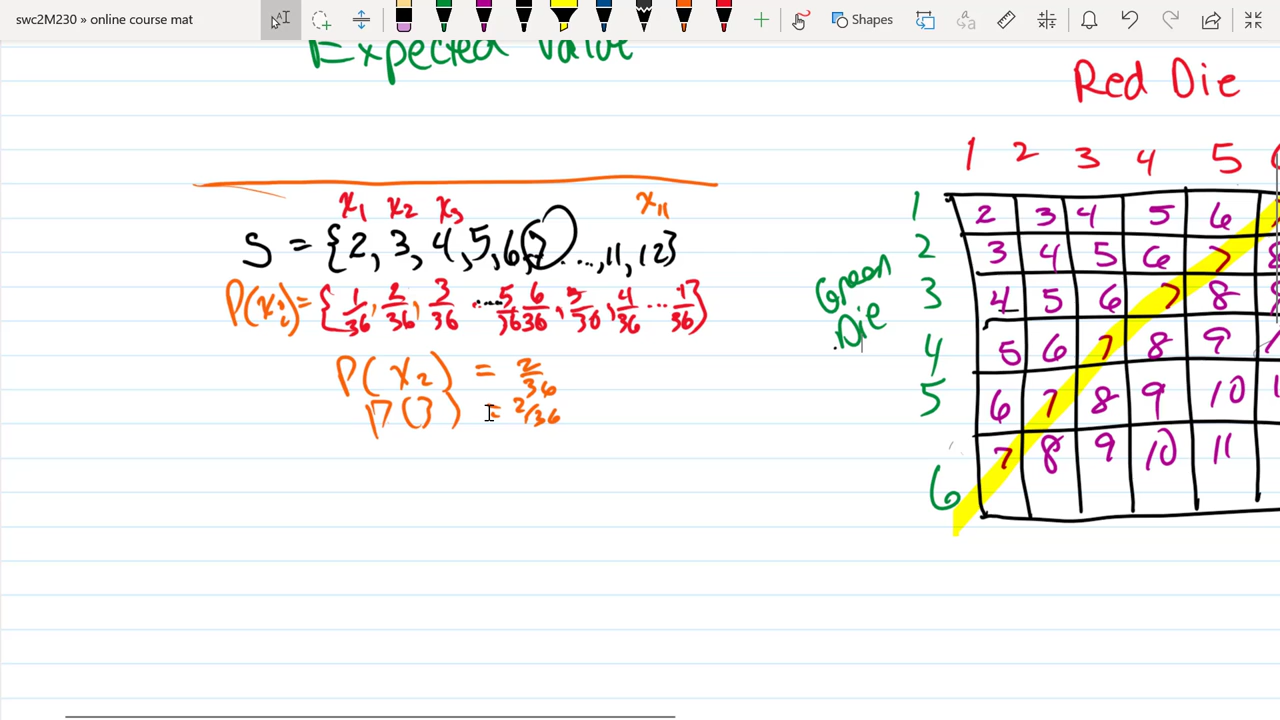 swc2M230 » online course mat
Shapes
Expected Value
Red Die
1 2 3 4 5
x₁ x₂ x₃ x₁₁
S = {2, 3, 4, 5, 6, 7 ..., 11, 12}
P(xᵢ) = {1/36, 2/36, 3/36 ... 5/36 6/36, 5/36, 4/36 ... 1/36}
P(x₂) = 2/36
P(3) = 2/36
Green
Die
1 2 3 4 5 6
2 3 4 5 6
3 4 5 6 7 8
4 5 6 7 8 8
5 6 7 8 9
6 7 8 9 10
7 8 9 10 11